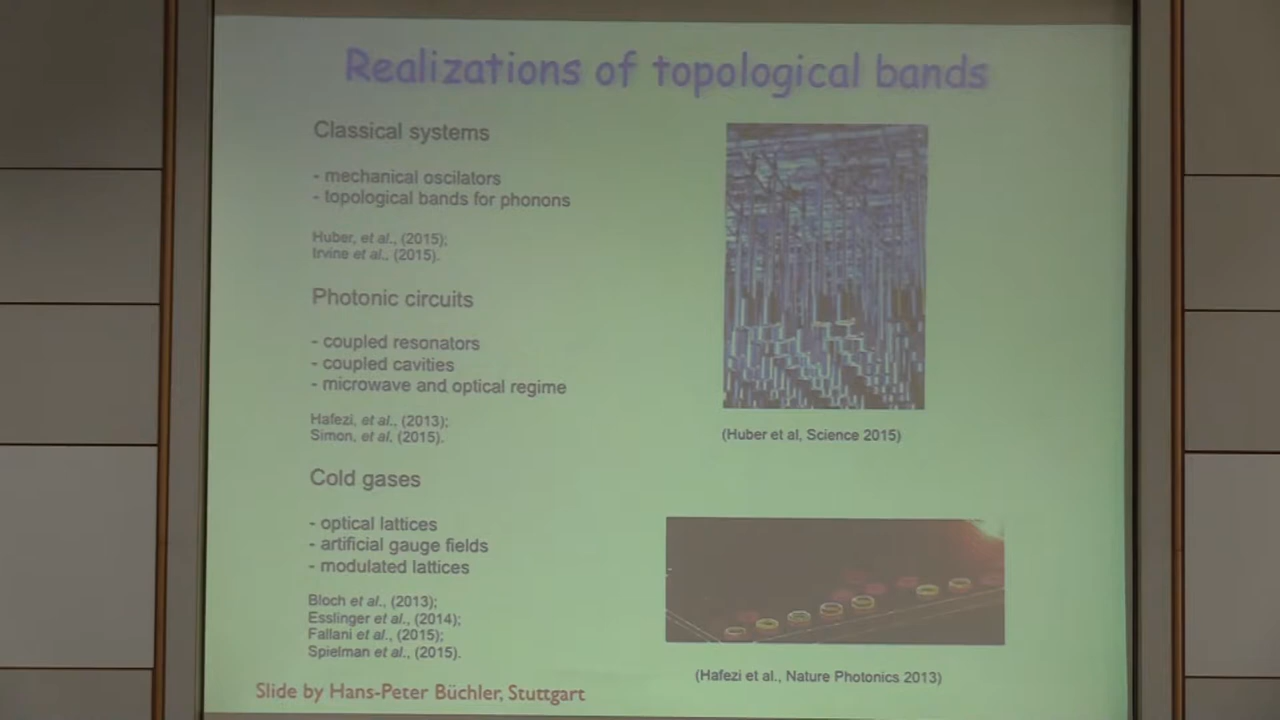 Realizations of topological bands
Classical systems
- mechanical oscilators
- topological bands for phonons
Huber, et al., (2015);
Irvine et al., (2015).
Photonic circuits
- coupled resonators
- coupled cavities
- microwave and optical regime
Hafezi, et al., (2013);
Simon, et al. (2015).
Cold gases
- optical lattices
- artificial gauge fields
- modulated lattices
Bloch et al., (2013);
Esslinger et al., (2014);
Fallani et al., (2015);
Spielman et al., (2015).
Slide by Hans-Peter Büchler, Stuttgart
(Huber et al, Science 2015)
(Hafezi et al., Nature Photonics 2013)